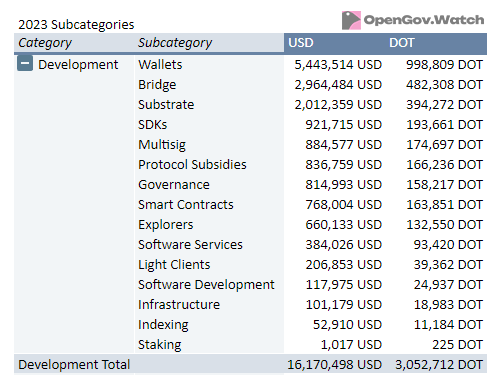 2023 Subcategories
OpenGov.Watch
Category Subcategory USD DOT
Development Wallets 5,443,514 USD 998,809 DOT
Bridge 2,964,484 USD 482,308 DOT
Substrate 2,012,359 USD 394,272 DOT
SDKs 921,715 USD 193,661 DOT
Multisig 884,577 USD 174,697 DOT
Protocol Subsidies 836,759 USD 166,236 DOT
Governance 814,993 USD 158,217 DOT
Smart Contracts 768,004 USD 163,851 DOT
Explorers 660,133 USD 132,550 DOT
Software Services 384,026 USD 93,420 DOT
Light Clients 206,853 USD 39,362 DOT
Software Development 117,975 USD 24,937 DOT
Infrastructure 101,179 USD 18,983 DOT
Indexing 52,910 USD 11,184 DOT
Staking 1,017 USD 225 DOT
Development Total 16,170,498 USD 3,052,712 DOT